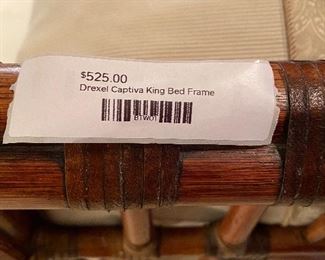 $525.00
Drexel Captiva King Bed Frame